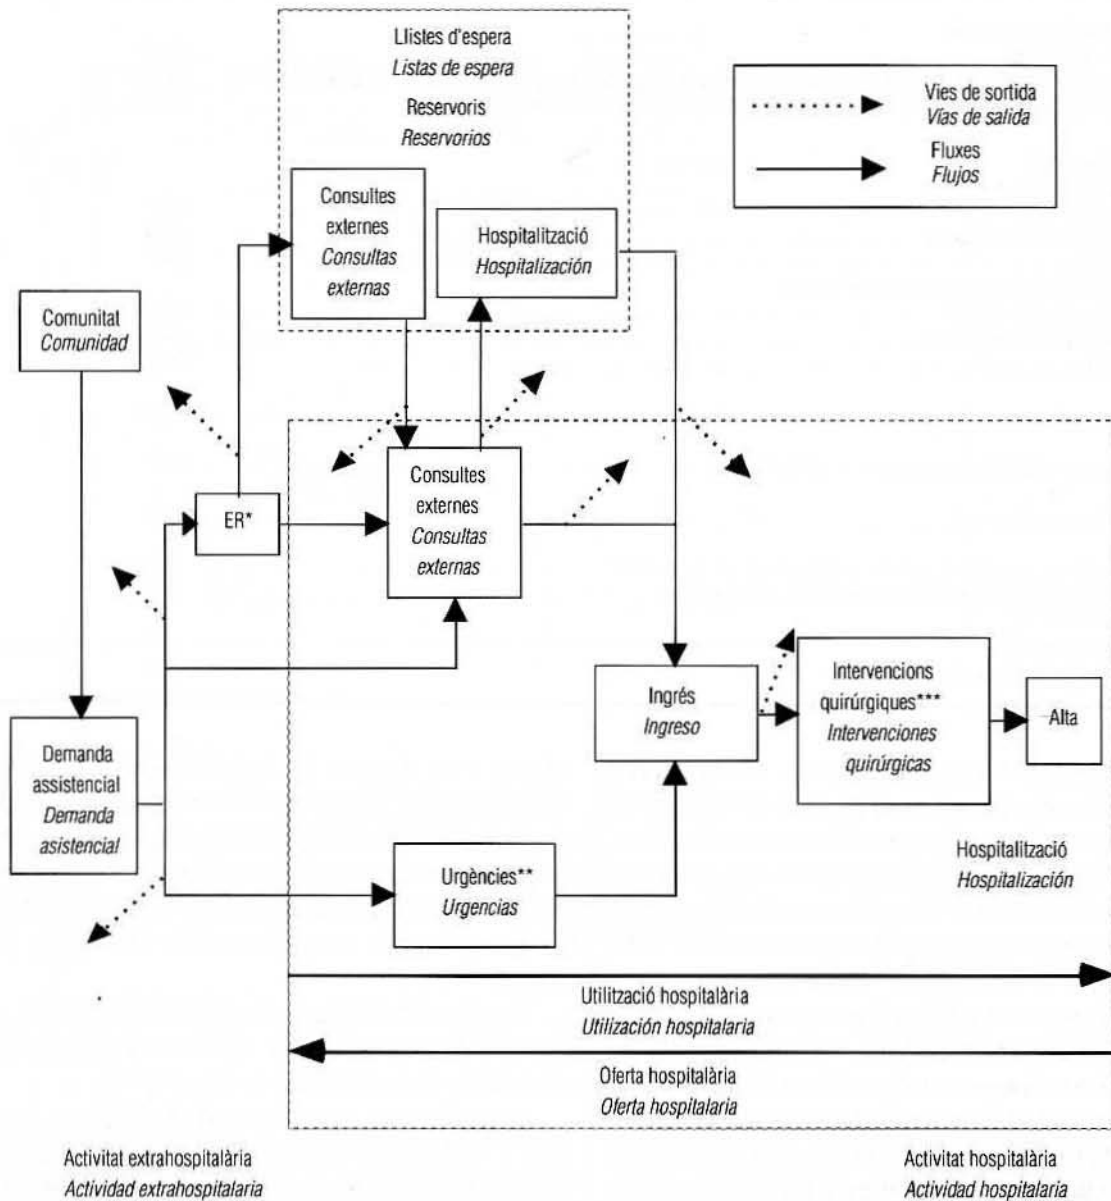 Llistes d'espera
Listas de espera
Reservoris
Reservorios
Vies de sortida
Vías de salida
Fluxes
Flujos
Consultes
externes
Consultas
externas
Hospitalització
Hospitalización
Comunitat
Comunidad
ER*
Consultes
externes
Consultas
externas
Demanda
assistencial
Demanda
asistencial
Ingrés
Ingreso
Intervencions
quirúrgiques***
Intervenciones
quirúrgicas
Alta
Urgències**
Urgencias
Hospitalització
Hospitalización
Utilització hospitalària
Utilización hospitalaria
Oferta hospitalària
Oferta hospitalaria
Activitat extrahospitalària
Actividad extrahospitalaria
Activitat hospitalària
Actividad hospitalaria